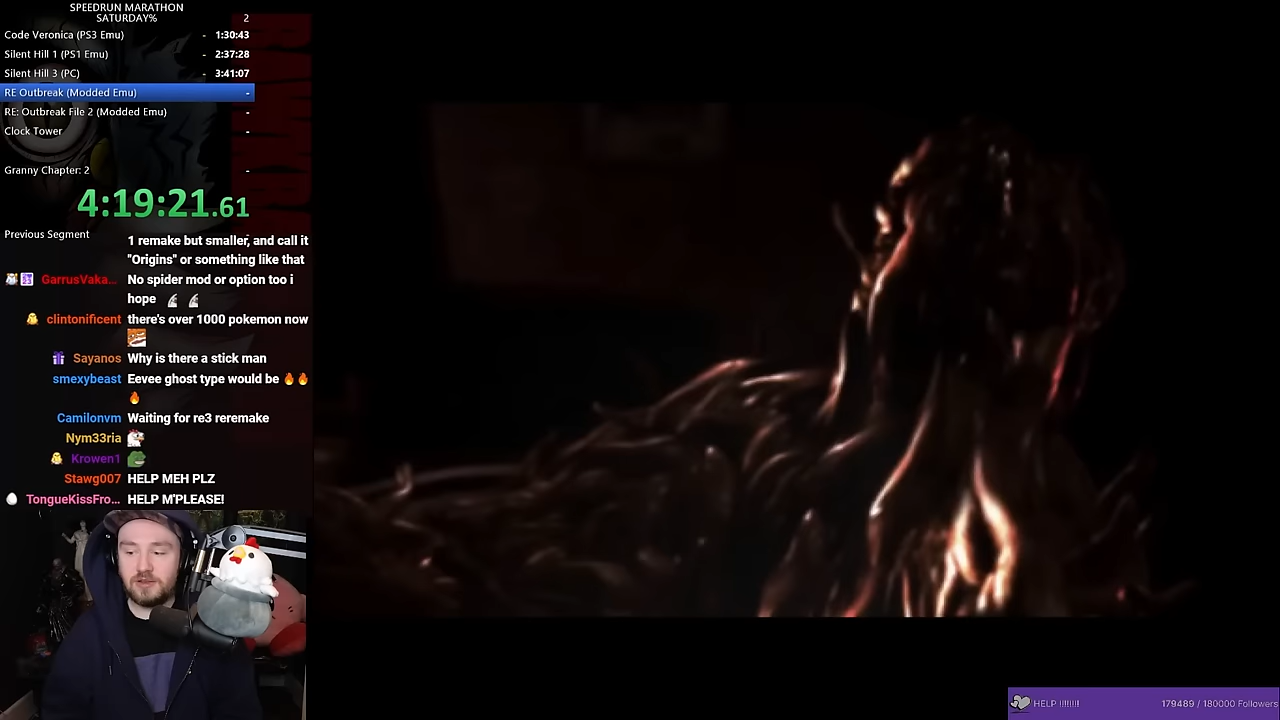 SPEEDRUN MARATHON
SATURDAY% 2
Code Veronica (PS3 Emu) - 1:30:43
Silent Hill 1 (PS1 Emu) - 2:37:28
Silent Hill 3 (PC) - 3:41:07
RE Outbreak (Modded Emu) -
RE: Outbreak File 2 (Modded Emu) -
Clock Tower -
Granny Chapter: 2 -
4:19:21.61
Previous Segment -
1 remake but smaller, and call it
"Origins" or something like that
GarrusVaka... No spider mod or option too i
hope
clintonificent there's over 1000 pokemon now
Sayanos Why is there a stick man
smexybeast Eevee ghost type would be
Camilonvm Waiting for re3 reremake
Nym33ria
Krowen1
Stawg007 HELP MEH PLZ
TongueKissFro... HELP M'PLEASE!
HELP !!!!!!! 179489 / 180000 Followers